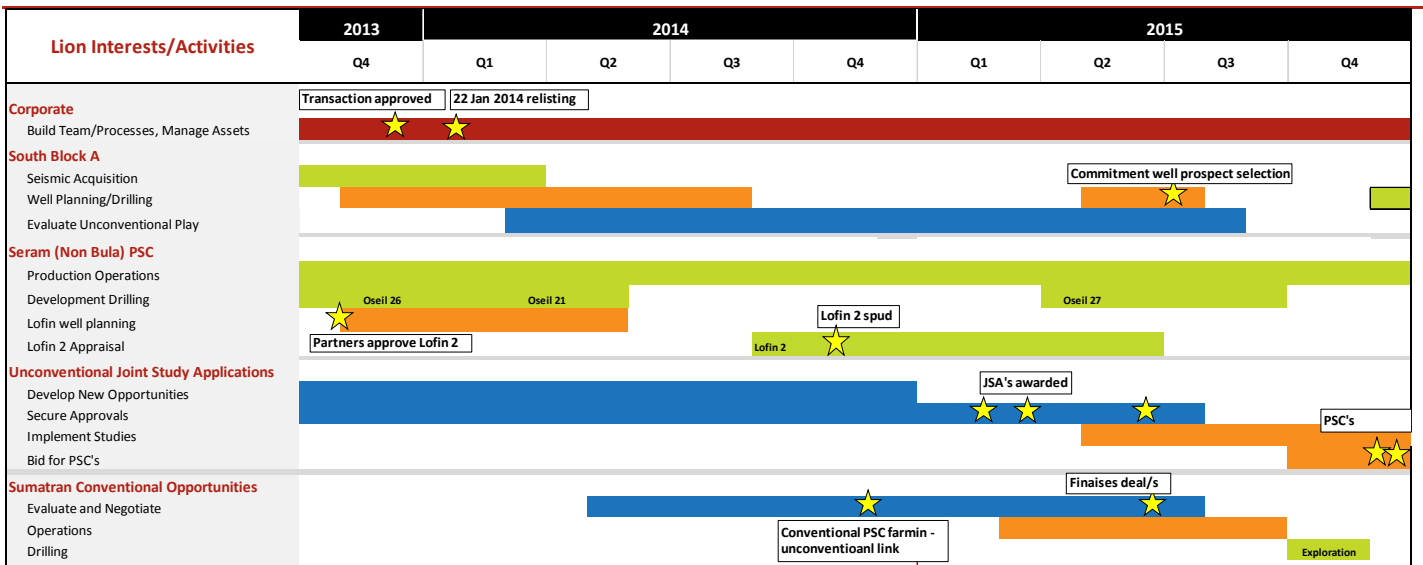 Lion Interests/Activities
2013 2014 2015
Q4 Q1 Q2 Q3 Q4 Q1 Q2 Q3 Q4
Transaction approved 22 Jan 2014 relisting
Corporate
Build Team/Processes, Manage Assets
South Block A
Seismic Acquisition
Commitment well prospect selection
Well Planning/Drilling
Evaluate Unconventional Play
Seram (Non Bula) PSC
Production Operations
Development Drilling Oseil 26 Oseil 21 Oseil 27
Lofin well planning
Lofin 2 spud
Partners approve Lofin 2
Lofin 2 Appraisal Lofin 2
Unconventional Joint Study Applications
JSA's awarded
Develop New Opportunities
Secure Approvals
PSC's
Implement Studies
Bid for PSC's
Sumatran Conventional Opportunities
Finaises deal/s
Evaluate and Negotiate
Operations
Conventional PSC farmin -
unconventioanl link
Drilling Exploration